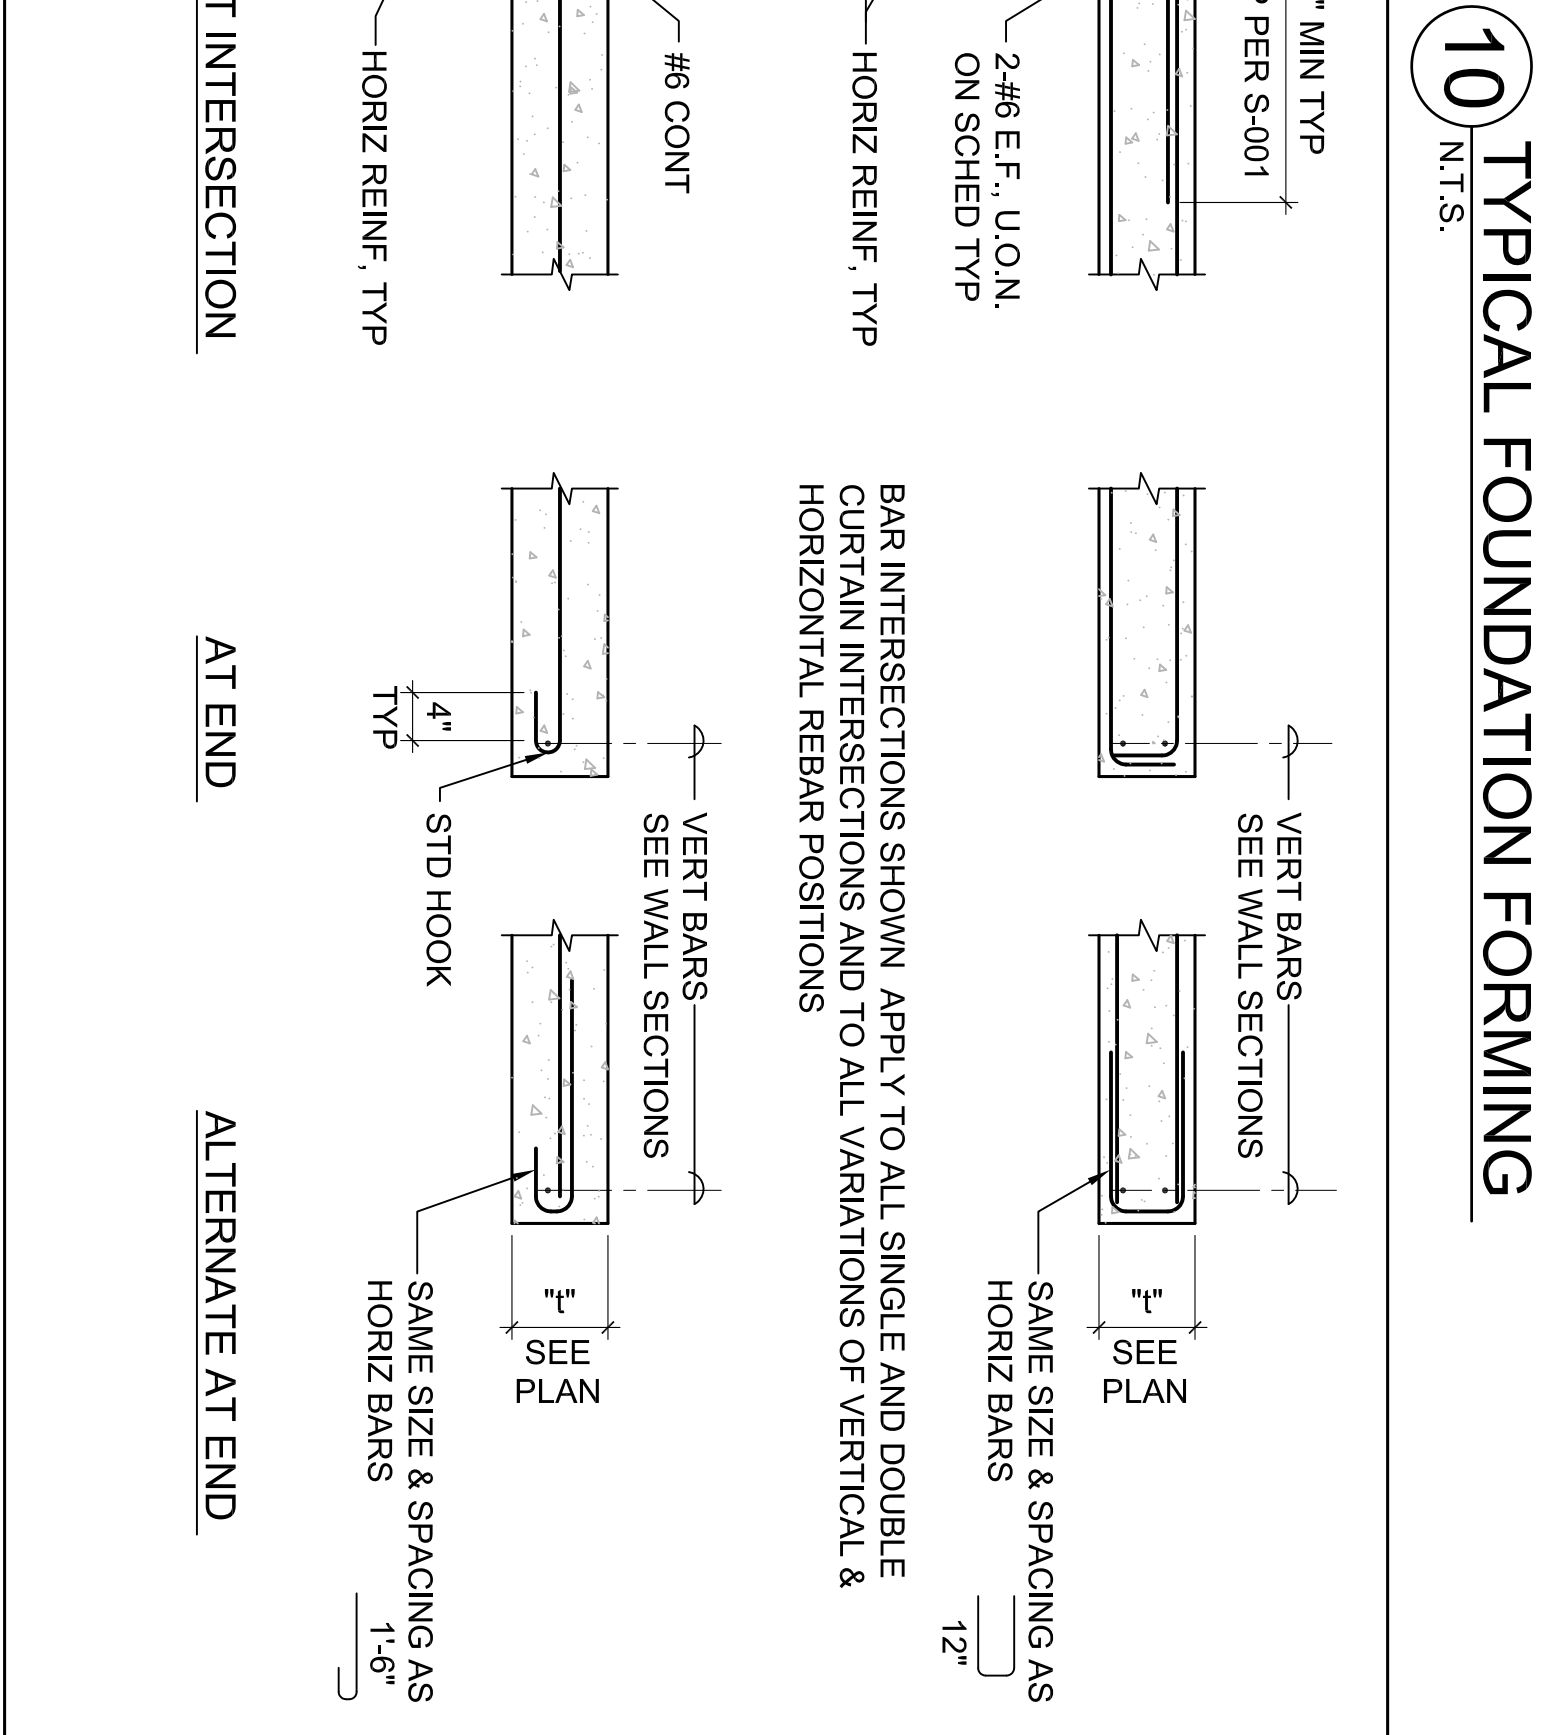 10
TYPICAL FOUNDATION FORMING
N.T.S.
" MIN TYP
P PER S-001
VERT BARS
SEE WALL SECTIONS
"t"
SEE
PLAN
2-#6 E.F., U.O.N.
ON SCHED TYP
SAME SIZE & SPACING AS
HORIZ BARS
12"
HORIZ REINF, TYP
BAR INTERSECTIONS SHOWN APPLY TO ALL SINGLE AND DOUBLE
CURTAIN INTERSECTIONS AND TO ALL VARIATIONS OF VERTICAL &
HORIZONTAL REBAR POSITIONS
#6 CONT
VERT BARS
SEE WALL SECTIONS
"t"
SEE
PLAN
HORIZ REINF, TYP
4"
TYP
STD HOOK
SAME SIZE & SPACING AS
HORIZ BARS
1'-6"
T INTERSECTION
AT END
ALTERNATE AT END